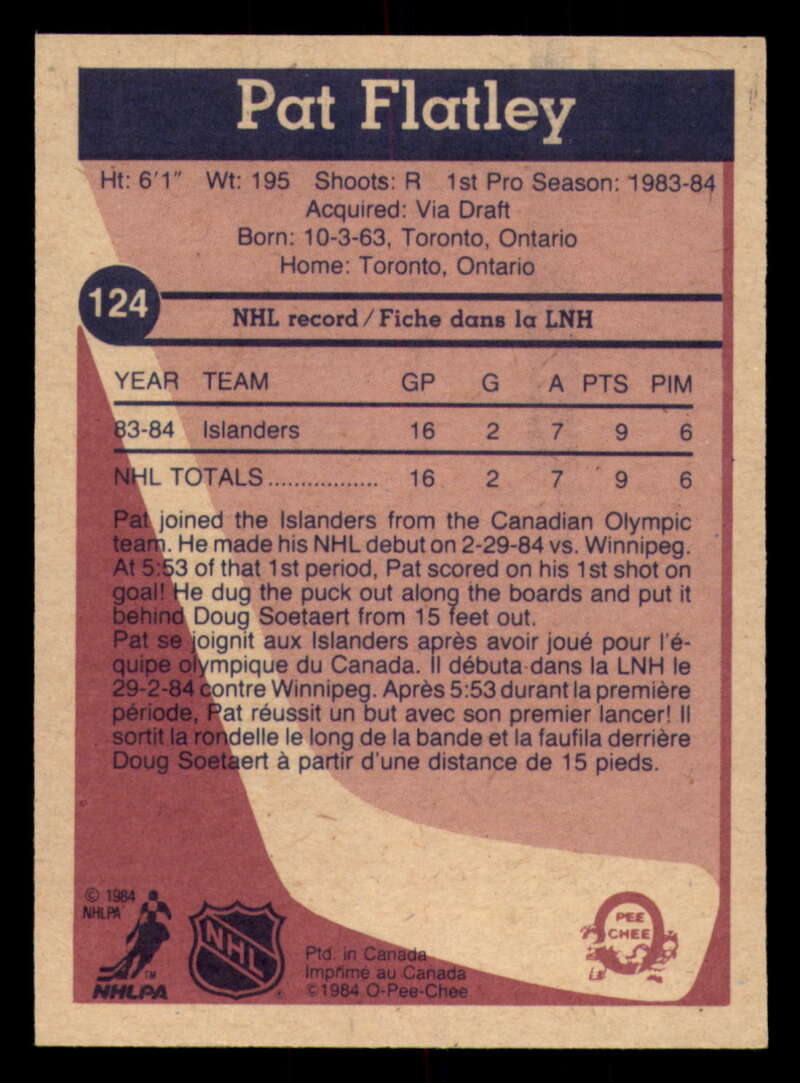 Pat Flatley
Ht: 6'1" Wt: 195 Shoots: R 1st Pro Season: 1983-84
Acquired: Via Draft
Born: 10-3-63, Toronto, Ontario
Home: Toronto, Ontario
124
NHL record/Fiche dans la LNH
YEAR TEAM GP G A PTS PIM
83-84 Islanders 16 2 7 9 6
NHL TOTALS................. 16 2 7 9 6
Pat joined the Islanders from the Canadian Olympic
team. He made his NHL debut on 2-29-84 vs. Winnipeg.
At 5:53 of that 1st period, Pat scored on his 1st shot on
goal! He dug the puck out along the boards and put it
behind Doug Soetaert from 15 feet out.
Pat se joignit aux Islanders après avoir joué pour l'é-
quipe olympique du Canada. Il débuta dans la LNH le
29-2-84 contre Winnipeg. Après 5:53 durant la première
période, Pat réussit un but avec son premier lancer! Il
sortit la rondelle le long de la bande et la faufila derrière
Doug Soetaert à partir d'une distance de 15 pieds.
© 1984
NHLPA
TM
NHLPA
NHL
Ptd. in Canada
Imprimé au Canada
©1984 O-Pee-Chee
PEE
CHEE